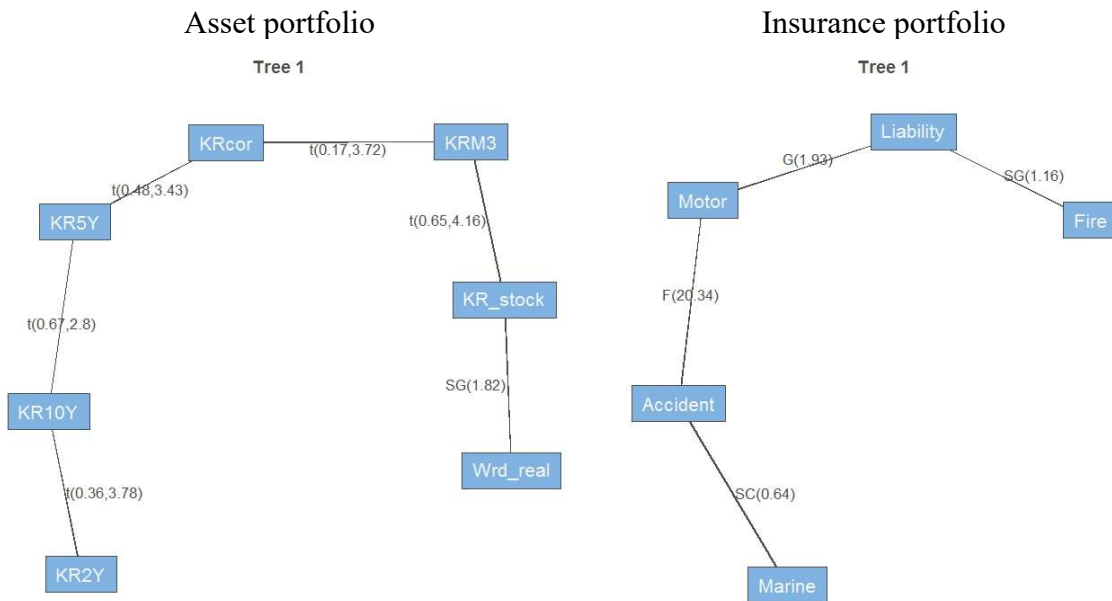 Asset portfolio
Insurance portfolio
Tree 1
Tree 1
KRcor
t(0.17,3.72)
KRM3
t(0.48,3.43)
KR5Y
t(0.65,4.16)
KR_stock
t(0.67,2.8)
SG(1.82)
KR10Y
Wrd_real
t(0.36,3.78)
KR2Y
Liability
G(1.93)
SG(1.16)
Motor
Fire
F(20.34)
Accident
SC(0.64)
Marine